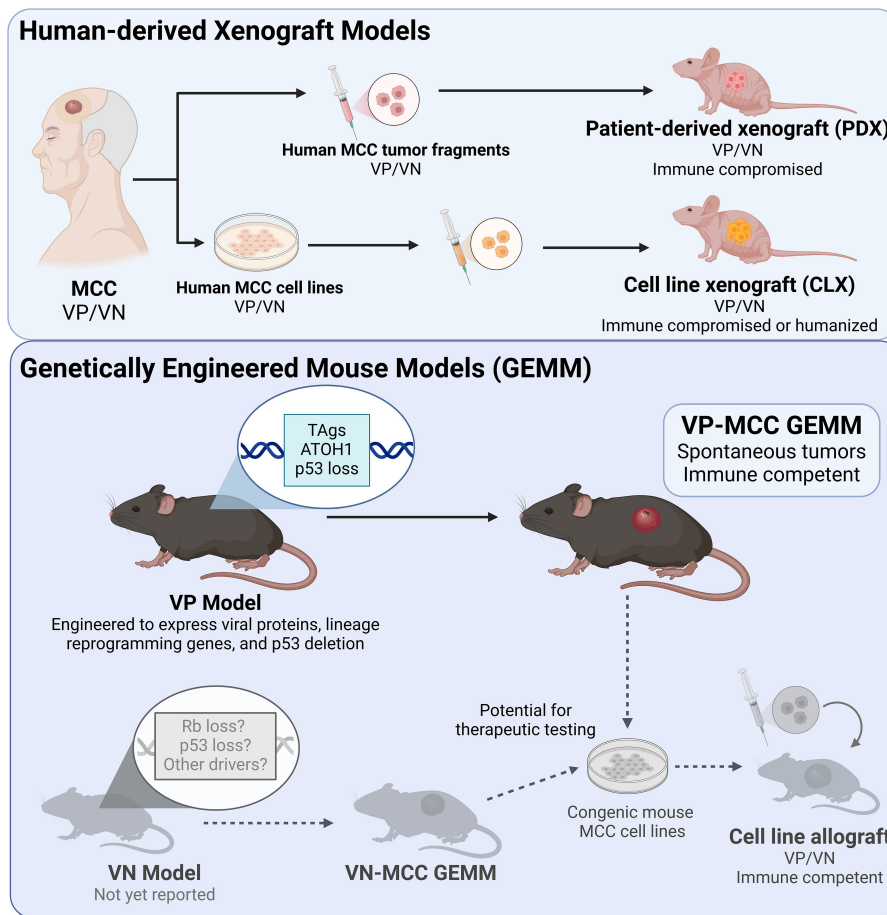 Human-derived Xenograft Models
MCC
VP/VN
Human MCC tumor fragments
VP/VN
Patient-derived xenograft (PDX)
VP/VN
Immune compromised
Human MCC cell lines
VP/VN
Cell line xenograft (CLX)
VP/VN
Immune compromised or humanized
Genetically Engineered Mouse Models (GEMM)
TAgs
ATOH1
p53 loss
VP-MCC GEMM
Spontaneous tumors
Immune competent
VP Model
Engineered to express viral proteins, lineage
reprogramming genes, and p53 deletion
Rb loss?
p53 loss?
Other drivers?
VN Model
Not yet reported
VN-MCC GEMM
Potential for
therapeutic testing
Congenic mouse
MCC cell lines
Cell line allograft
VP/VN
Immune competent